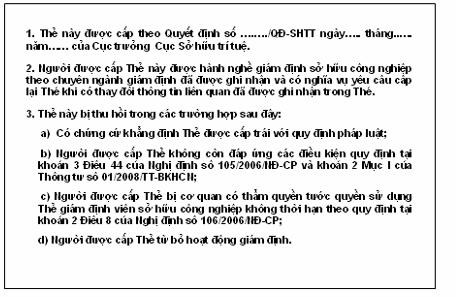 1. Thẻ này được cấp theo Quyết định số ......../QĐ-SHTT ngày..... tháng......
năm...... của Cục trưởng Cục Sở hữu trí tuệ.
2. Người được cấp Thẻ này được hành nghề giám định sở hữu công nghiệp
theo chuyên ngành giám định đã được ghi nhận và có nghĩa vụ yêu cầu cấp
lại Thẻ khi có thay đổi thông tin liên quan đã được ghi nhận trong Thẻ.
3. Thẻ này bị thu hồi trong các trường hợp sau đây:
a) Có chứng cứ khẳng định Thẻ được cấp trái với quy định pháp luật;
b) Người được cấp Thẻ không còn đáp ứng các điều kiện quy định tại
khoản 3 Điều 44 của Nghị định số 105/2006/NĐ-CP và khoản 2 Mục I của
Thông tư số 01/2008/TT-BKHCN;
c) Người được cấp Thẻ bị cơ quan có thẩm quyền tước quyền sử dụng
Thẻ giám định viên sở hữu công nghiệp không thời hạn theo quy định tại
khoản 2 Điều 8 của Nghị định số 106/2006/NĐ-CP;
d) Người được cấp Thẻ từ bỏ hoạt động giám định.